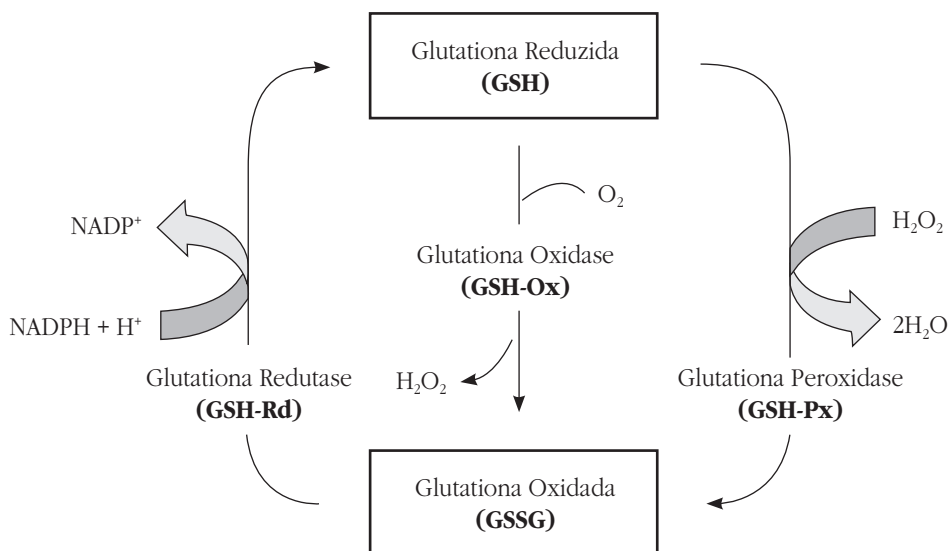 Glutationa Reduzida
(GSH)
O₂
NADP⁺
H₂O₂
Glutationa Oxidase
(GSH-Ox)
NADPH + H⁺
2H₂O
Glutationa Redutase
(GSH-Rd)
H₂O₂
Glutationa Peroxidase
(GSH-Px)
Glutationa Oxidada
(GSSG)